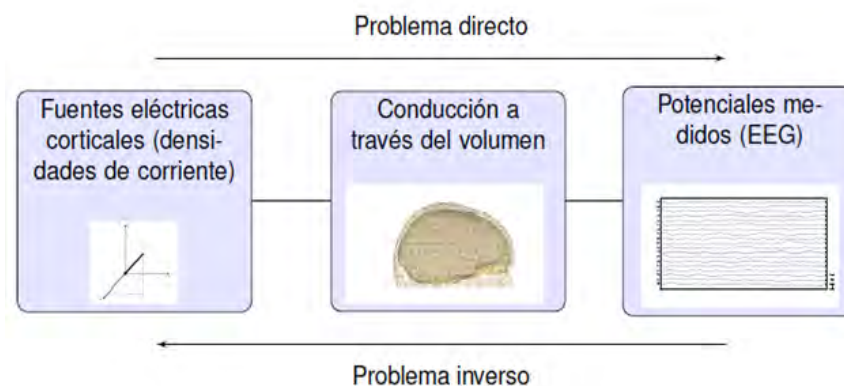 Problema directo
Fuentes eléctricas
corticales (densi-
dades de corriente)
Conducción a
través del volumen
Potenciales me-
didos (EEG)
Problema inverso